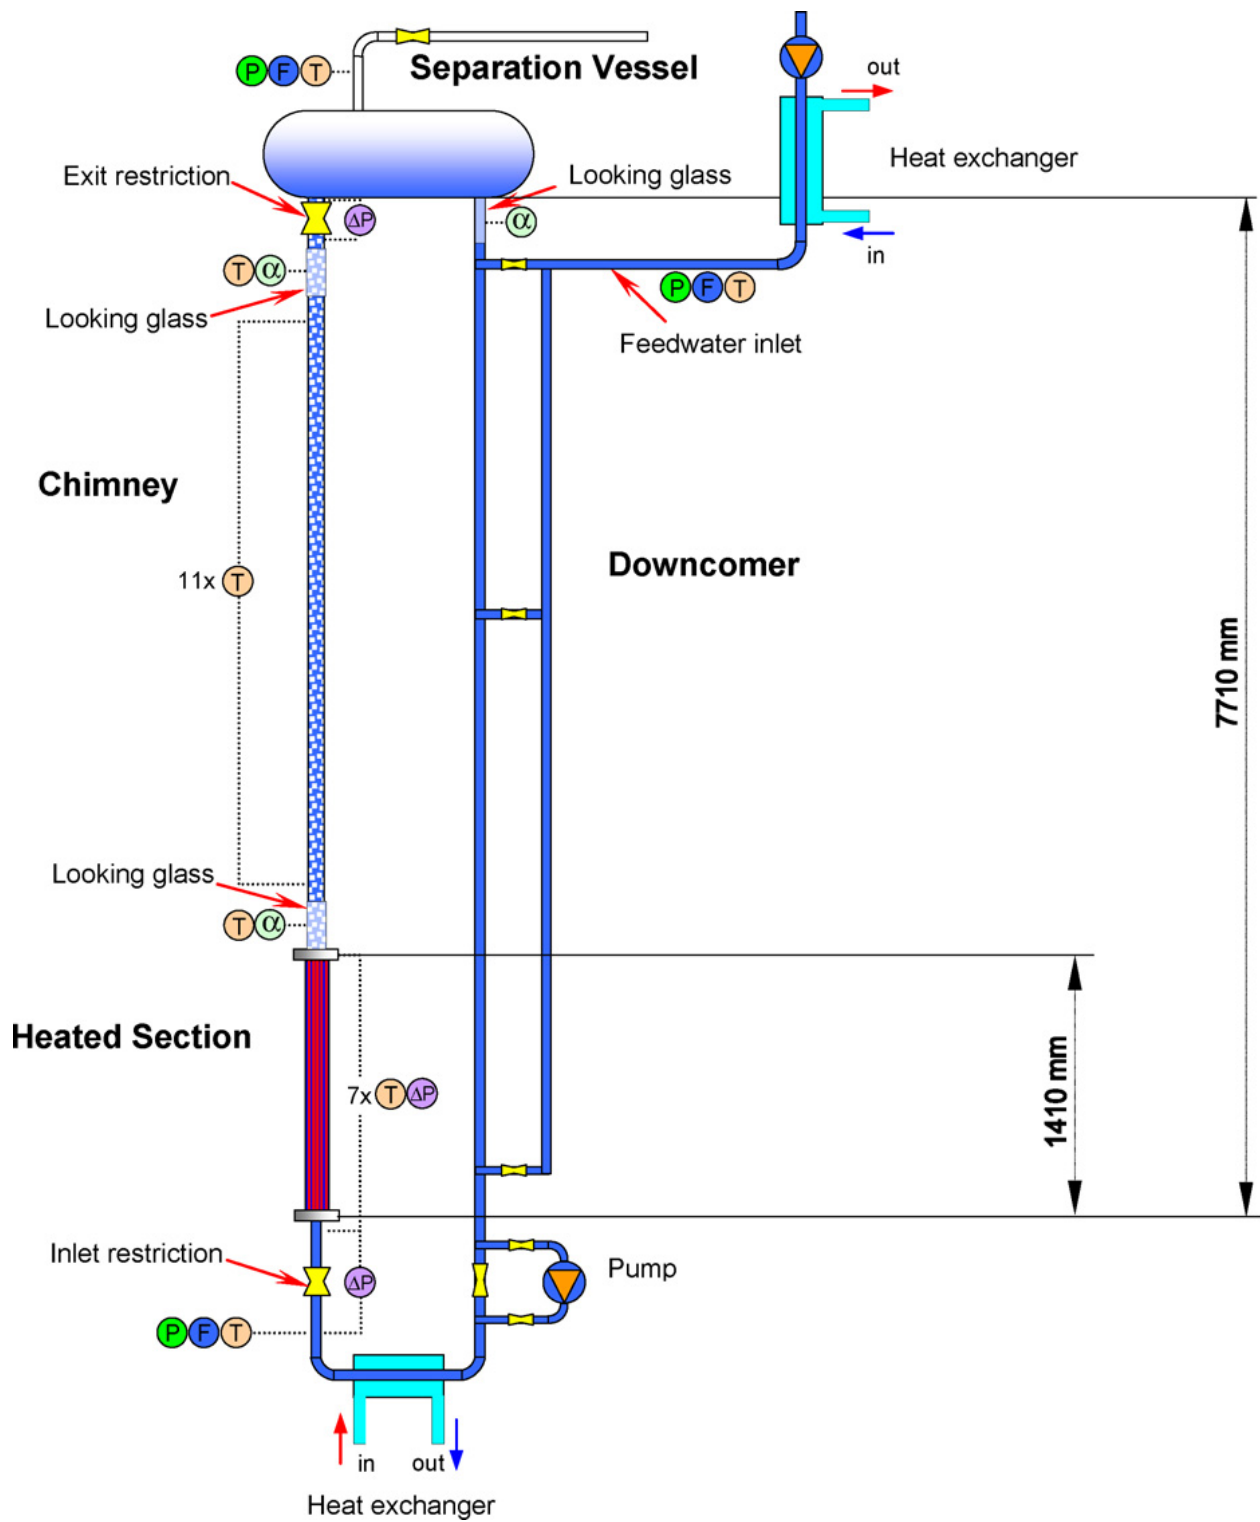 P F T
Separation Vessel
out
Heat exchanger
in
Exit restriction
Looking glass
ΔP
α
T α
P F T
Looking glass
Feedwater inlet
Chimney
11x T
Downcomer
7710 mm
Looking glass
T α
Heated Section
7x T ΔP
1410 mm
Inlet restriction
ΔP
Pump
P F T
in out
Heat exchanger